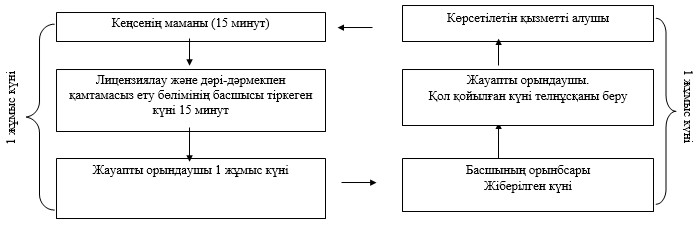 1 жұмыс күні
Кеңсенің маманы (15 минут)
Лицензиялау және дәрі-дәрмекпен
қамтамасыз ету бөлімінің басшысы тіркеген
күні 15 минут
Жауапты орындаушы 1 жұмыс күні
Көрсетілетін қызметті алушы
Жауапты орындаушы.
Қол қойылған күні телнұсқаны беру
Басшының орынбсары
Жіберілген күні
1 жұмыс күні